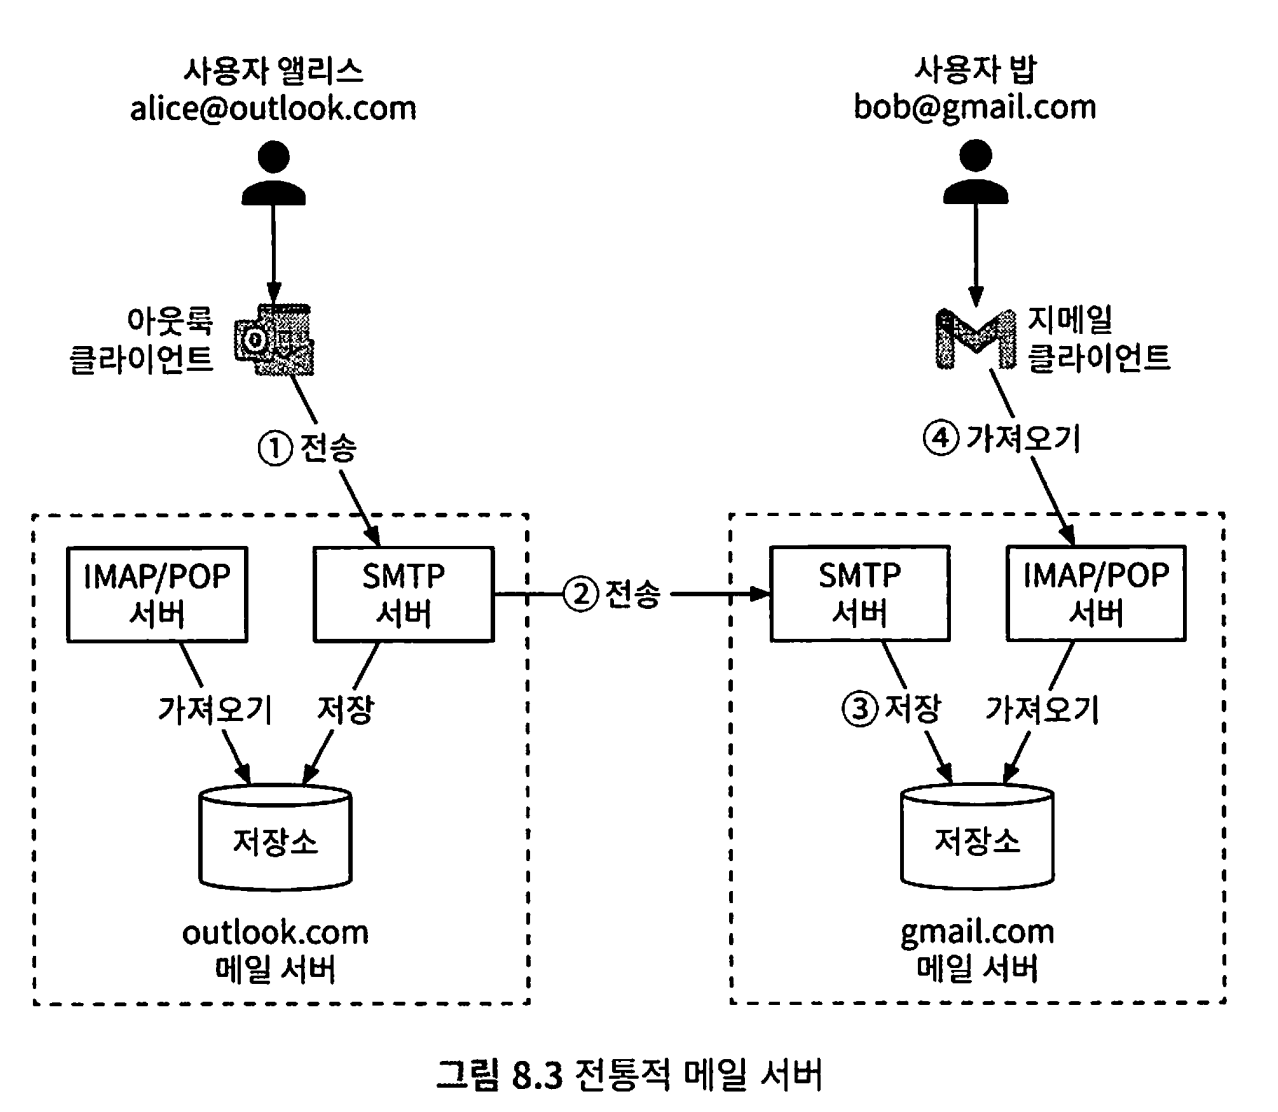 사용자 앨리스
alice@outlook.com
사용자 밥
bob@gmail.com
아웃룩
클라이언트
지메일
클라이언트
① 전송
④ 가져오기
IMAP/POP
서버
SMTP
서버
② 전송
SMTP
서버
IMAP/POP
서버
가져오기
저장
③ 저장
가져오기
저장소
저장소
outlook.com
메일 서버
gmail.com
메일 서버
그림 8.3 전통적 메일 서버